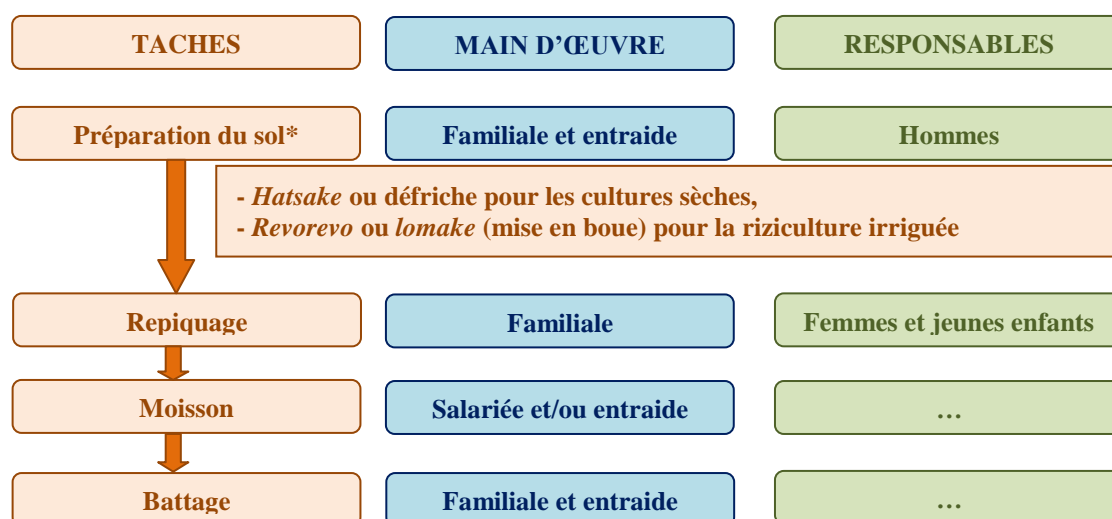 TACHES MAIN D'ŒUVRE RESPONSABLES
Préparation du sol* Familiale et entraide Hommes
- Hatsake ou défriche pour les cultures sèches,
- Revorevo ou lomake (mise en boue) pour la riziculture irriguée
Repiquage Familiale Femmes et jeunes enfants
Moisson Salariée et/ou entraide …
Battage Familiale et entraide …